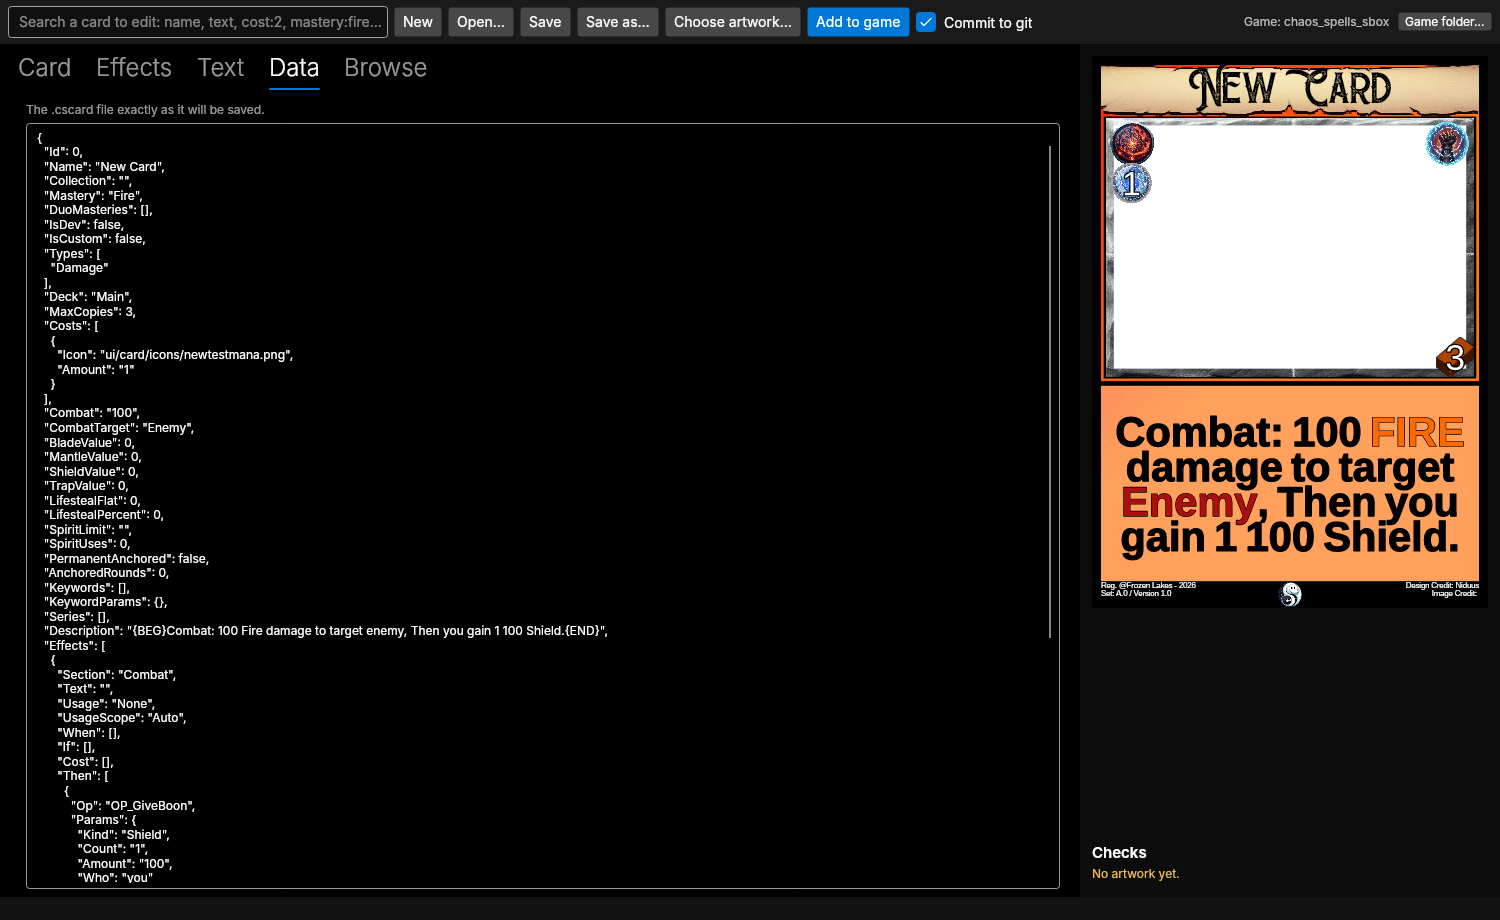 Search a card to edit: name, text, cost:2, mastery:fire...
New
Open...
Save
Save as...
Choose artwork...
Add to game
Commit to git
Game: chaos_spells_sbox
Game folder...
Card
Effects
Text
Data
Browse
The .cscard file exactly as it will be saved.
{
"Id": 0,
"Name": "New Card",
"Collection": "",
"Mastery": "Fire",
"DuoMasteries": [],
"IsDev": false,
"IsCustom": false,
"Types": [
"Damage"
],
"Deck": "Main",
"MaxCopies": 3,
"Costs": [
{
"Icon": "ui/card/icons/newtestmana.png",
"Amount": "1"
}
],
"Combat": "100",
"CombatTarget": "Enemy",
"BladeValue": 0,
"MantleValue": 0,
"ShieldValue": 0,
"TrapValue": 0,
"LifestealFlat": 0,
"LifestealPercent": 0,
"SpiritLimit": "",
"SpiritUses": 0,
"PermanentAnchored": false,
"AnchoredRounds": 0,
"Keywords": [],
"KeywordParams": {},
"Series": [],
"Description": "{BEG}Combat: 100 Fire damage to target enemy, Then you gain 1 100 Shield.{END}",
"Effects": [
{
"Section": "Combat",
"Text": "",
"Usage": "None",
"UsageScope": "Auto",
"When": [],
"If": [],
"Cost": [],
"Then": [
{
"Op": "OP_GiveBoon",
"Params": {
"Kind": "Shield",
"Count": "1",
"Amount": "100",
"Who": "you"
New Card
1
3
Combat: 100 FIRE
damage to target
Enemy, Then you
gain 1 100 Shield.
Reg. @Frozen Lakes - 2026
Set: A.0 / Version 1.0
Design Credit: Niduus
Image Credit:
Checks
No artwork yet.